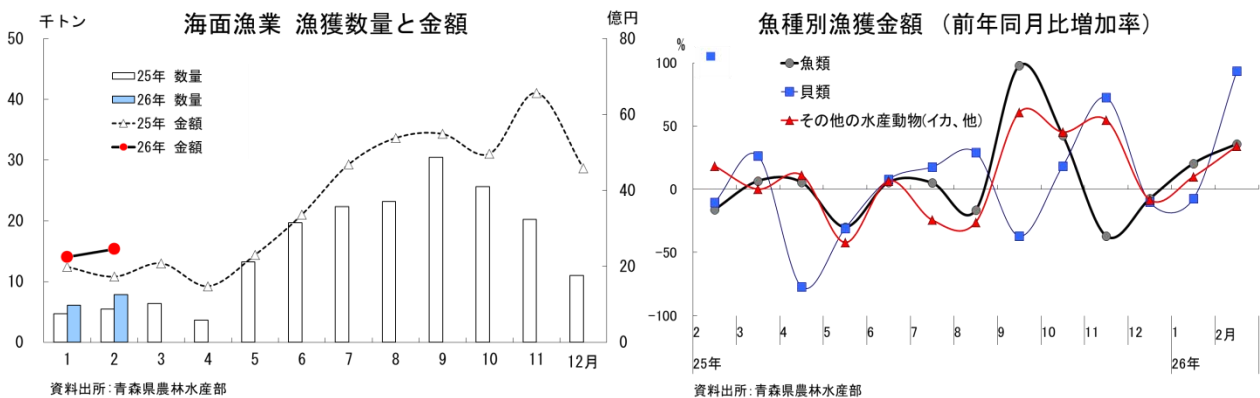 海面漁業 漁獲数量と金額
千トン
億円
50
40
30
20
10
0
80
60
40
20
0
25年 数量
26年 数量
25年 金額
26年 金額
1 2 3 4 5 6 7 8 9 10 11 12月
資料出所:青森県農林水産部
魚種別漁獲金額 (前年同月比増加率)
%
100
50
0
-50
-100
魚類
貝類
その他の水産動物(イカ、他)
2 3 4 5 6 7 8 9 10 11 12 1 2月
25年 26年
資料出所:青森県農林水産部